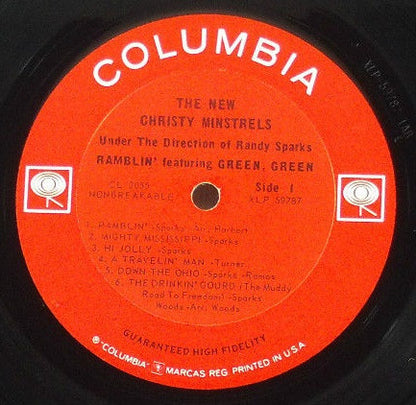 COLUMBIA
THE NEW
CHRISTY MINSTRELS
Under The Direction of Randy Sparks
RAMBLIN' featuring GREEN, GREEN
CL 2055
NONBREAKABLE
Side 1
XLP 59787
1. RAMBLIN' -Sparks- Arr. Harbert
2. MIGHTY MISSISSIPPI -Sparks
3. HI JOLLY -Sparks
4. A TRAVELIN' MAN -Turner
5. DOWN THE OHIO -Sparks - Ramos
6. THE DRINKIN' GOURD (The Muddy
Road To Freedom) -Sparks
Woods -Arr. Woods
GUARANTEED HIGH FIDELITY
® "COLUMBIA" MARCAS REG. PRINTED IN U.S.A.